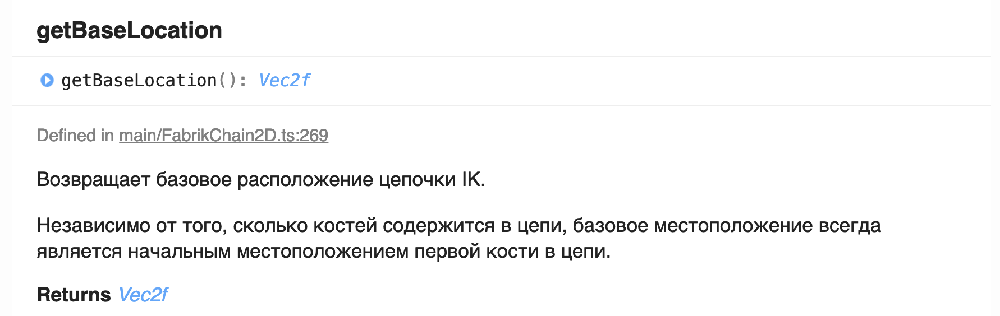 getBaseLocation
getBaseLocation(): Vec2f
Defined in main/FabrikChain2D.ts:269
Возвращает базовое расположение цепочки IK.
Независимо от того, сколько костей содержится в цепи, базовое местоположение всегда
является начальным местоположением первой кости в цепи.
Returns Vec2f